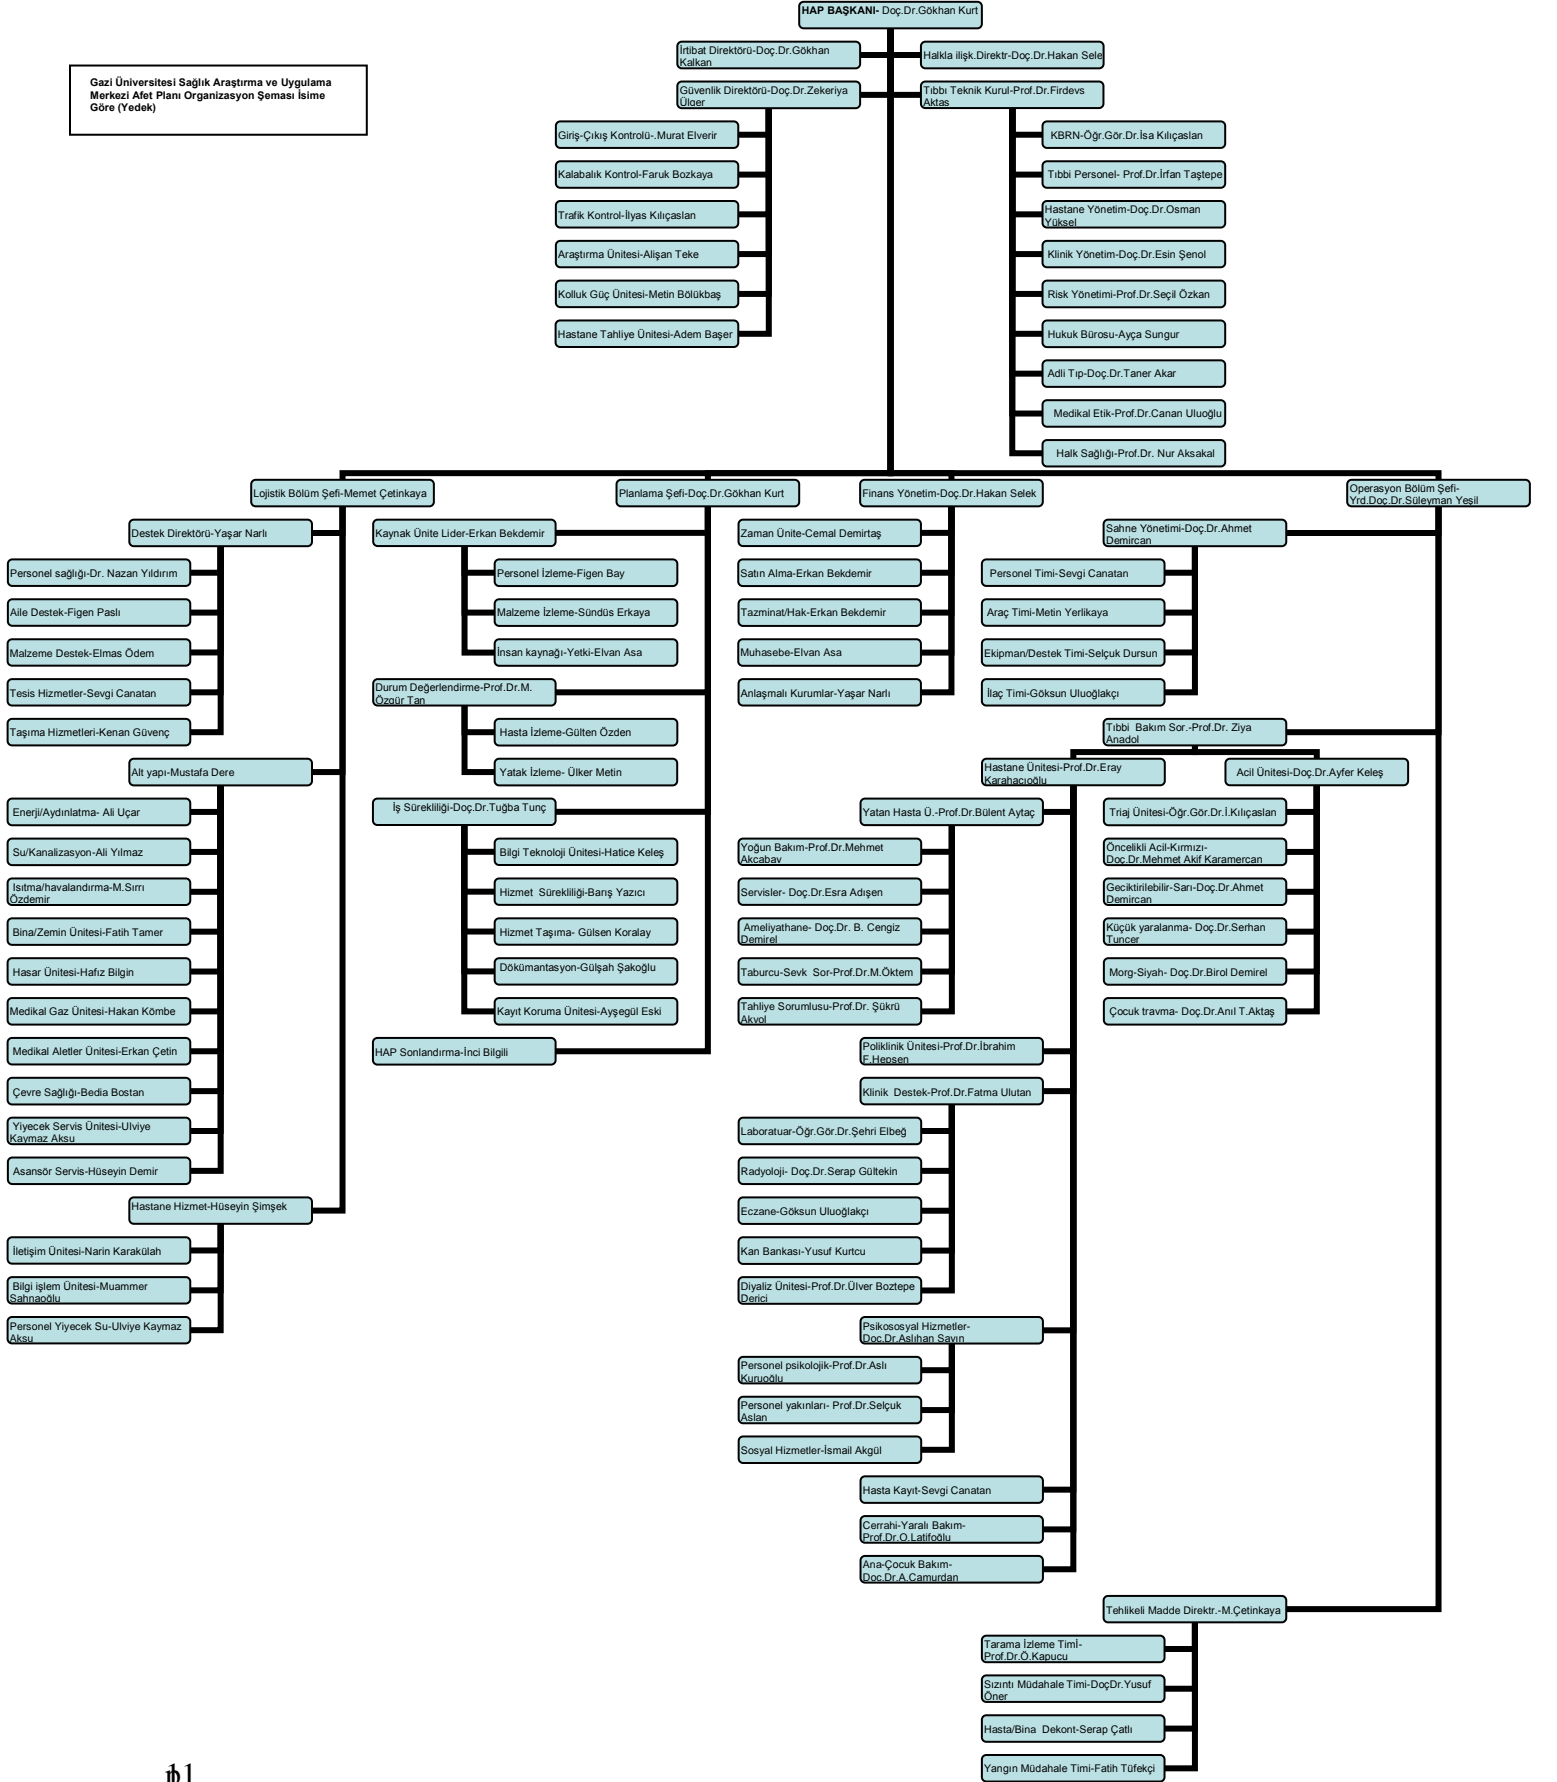 HAP BAŞKANI- Doç.Dr.Gökhan Kurt
İrtibat Direktörü-Doç.Dr.Gökhan
Kalkan
Halkla ilişk.Direktr-Doç.Dr.Hakan Sele
Gazi Üniversitesi Sağlık Araştırma ve Uygulama
Merkezi Afet Planı Organizasyon Şeması İsime
Göre (Yedek)
Güvenlik Direktörü-Doç.Dr.Zekeriya
Ülger
Tıbbı Teknik Kurul-Prof.Dr.Firdevs
Aktaş
Giriş-Çıkış Kontrolü-.Murat Elverir
Kalabalık Kontrol-Faruk Bozkaya
Trafik Kontrol-İlyas Kılıçaslan
Araştırma Ünitesi-Alişan Teke
Kolluk Güç Ünitesi-Metin Bölükbaş
Hastane Tahliye Ünitesi-Adem Başer
KBRN-Öğr.Gör.Dr.İsa Kılıçaslan
Tıbbi Personel- Prof.Dr.İrfan Taştepe
Hastane Yönetim-Doç.Dr.Osman
Yüksel
Klinik Yönetim-Doç.Dr.Esin Şenol
Risk Yönetimi-Prof.Dr.Seçil Özkan
Hukuk Bürosu-Ayça Sungur
Adli Tıp-Doç.Dr.Taner Akar
Medikal Etik-Prof.Dr.Canan Uluoğlu
Halk Sağlığı-Prof.Dr. Nur Aksakal
Lojistik Bölüm Şefi-Memet Çetinkaya
Planlama Şefi-Doç.Dr.Gökhan Kurt
Finans Yönetim-Doç.Dr.Hakan Selek
Operasyon Bölüm Şefi-
Yrd.Doç.Dr.Süleyman Yeşil
Destek Direktörü-Yaşar Narlı
Personel sağlığı-Dr. Nazan Yıldırım
Aile Destek-Figen Paslı
Malzeme Destek-Elmas Ödem
Tesis Hizmetler-Sevgi Canatan
Taşıma Hizmetleri-Kenan Güvenç
Alt yapı-Mustafa Dere
Enerji/Aydınlatma- Ali Uçar
Su/Kanalizasyon-Ali Yılmaz
Isıtma/havalandırma-M.Sırrı
Özdemir
Bina/Zemin Ünitesi-Fatih Tamer
Hasar Ünitesi-Hafız Bilgin
Medikal Gaz Ünitesi-Hakan Kömbe
Medikal Aletler Ünitesi-Erkan Çetin
Çevre Sağlığı-Bedia Bostan
Yiyecek Servis Ünitesi-Ulviye
Kaymaz Aksu
Asansör Servis-Hüseyin Demir
Hastane Hizmet-Hüseyin Şimşek
İletişim Ünitesi-Narin Karakülah
Bilgi işlem Ünitesi-Muammer
Şahnaoğlu
Personel Yiyecek Su-Ulviye Kaymaz
Aksu
Kaynak Ünite Lider-Erkan Bekdemir
Personel İzleme-Figen Bay
Malzeme İzleme-Sündüs Erkaya
İnsan kaynağı-Yetki-Elvan Asa
Durum Değerlendirme-Prof.Dr.M.
Özgür Tan
Hasta İzleme-Gülten Özden
Yatak İzleme- Ülker Metin
İş Sürekliliği-Doç.Dr.Tuğba Tunç
Bilgi Teknoloji Ünitesi-Hatice Keleş
Hizmet  Sürekliliği-Barış Yazıcı
Hizmet Taşıma- Gülsen Koralay
Dökümantasyon-Gülşah Şakoğlu
Kayıt Koruma Ünitesi-Ayşegül Eski
HAP Sonlandırma-İnci Bilgili
Zaman Ünite-Cemal Demirtaş
Satın Alma-Erkan Bekdemir
Tazminat/Hak-Erkan Bekdemir
Muhasebe-Elvan Asa
Anlaşmalı Kurumlar-Yaşar Narlı
Sahne Yönetimi-Doç.Dr.Ahmet
Demircan
Personel Timi-Sevgi Canatan
Araç Timi-Metin Yerlikaya
Ekipman/Destek Timi-Selçuk Dursun
İlaç Timi-Göksun Uluoğlakçı
Tıbbi  Bakım Sor.-Prof.Dr. Ziya
Anadol
Hastane Ünitesi-Prof.Dr.Eray
Karahacıoğlu
Acil Ünitesi-Doç.Dr.Ayfer Keleş
Yatan Hasta Ü.-Prof.Dr.Bülent Aytaç
Yoğun Bakım-Prof.Dr.Mehmet
Akçabay
Servisler- Doç.Dr.Esra Adışen
Ameliyathane- Doç.Dr. B. Cengiz
Demirel
Taburcu-Sevk  Sor-Prof.Dr.M.Öktem
Tahliye Sorumlusu-Prof.Dr. Şükrü
Akyol
Triaj Ünitesi-Öğr.Gör.Dr.İ.Kılıçaslan
Öncelikli Acil-Kırmızı-
Doç.Dr.Mehmet Akif Karamercan
Geciktirilebilir-Sarı-Doç.Dr.Ahmet
Demircan
Küçük yaralanma- Doç.Dr.Serhan
Tuncer
Morg-Siyah- Doç.Dr.Birol Demirel
Çocuk travma- Doç.Dr.Anıl T.Aktaş
Poliklinik Ünitesi-Prof.Dr.İbrahim
F.Hepşen
Klinik  Destek-Prof.Dr.Fatma Ulutan
Laboratuar-Öğr.Gör.Dr.Şehri Elbeğ
Radyoloji- Doç.Dr.Serap Gültekin
Eczane-Göksun Uluoğlakçı
Kan Bankası-Yusuf Kurtcu
Diyaliz Ünitesi-Prof.Dr.Ülver Boztepe
Derici
Psikososyal Hizmetler-
Doç.Dr.Aslıhan Sayın
Personel psikolojik-Prof.Dr.Aslı
Kuruoğlu
Personel yakınları- Prof.Dr.Selçuk
Aslan
Sosyal Hizmetler-İsmail Akgül
Hasta Kayıt-Sevgi Canatan
Cerrahi-Yaralı Bakım-
Prof.Dr.O.Latifoğlu
Ana-Çocuk Bakım-
Doç.Dr.A.Çamurdan
Tehlikeli Madde Direktr.-M.Çetinkaya
Tarama İzleme Timİ-
Prof.Dr.Ö.Kapucu
Sızıntı Müdahale Timi-DoçDr.Yusuf
Öner
Hasta/Bina  Dekont-Serap Çatlı
Yangın Müdahale Timi-Fatih Tüfekçi